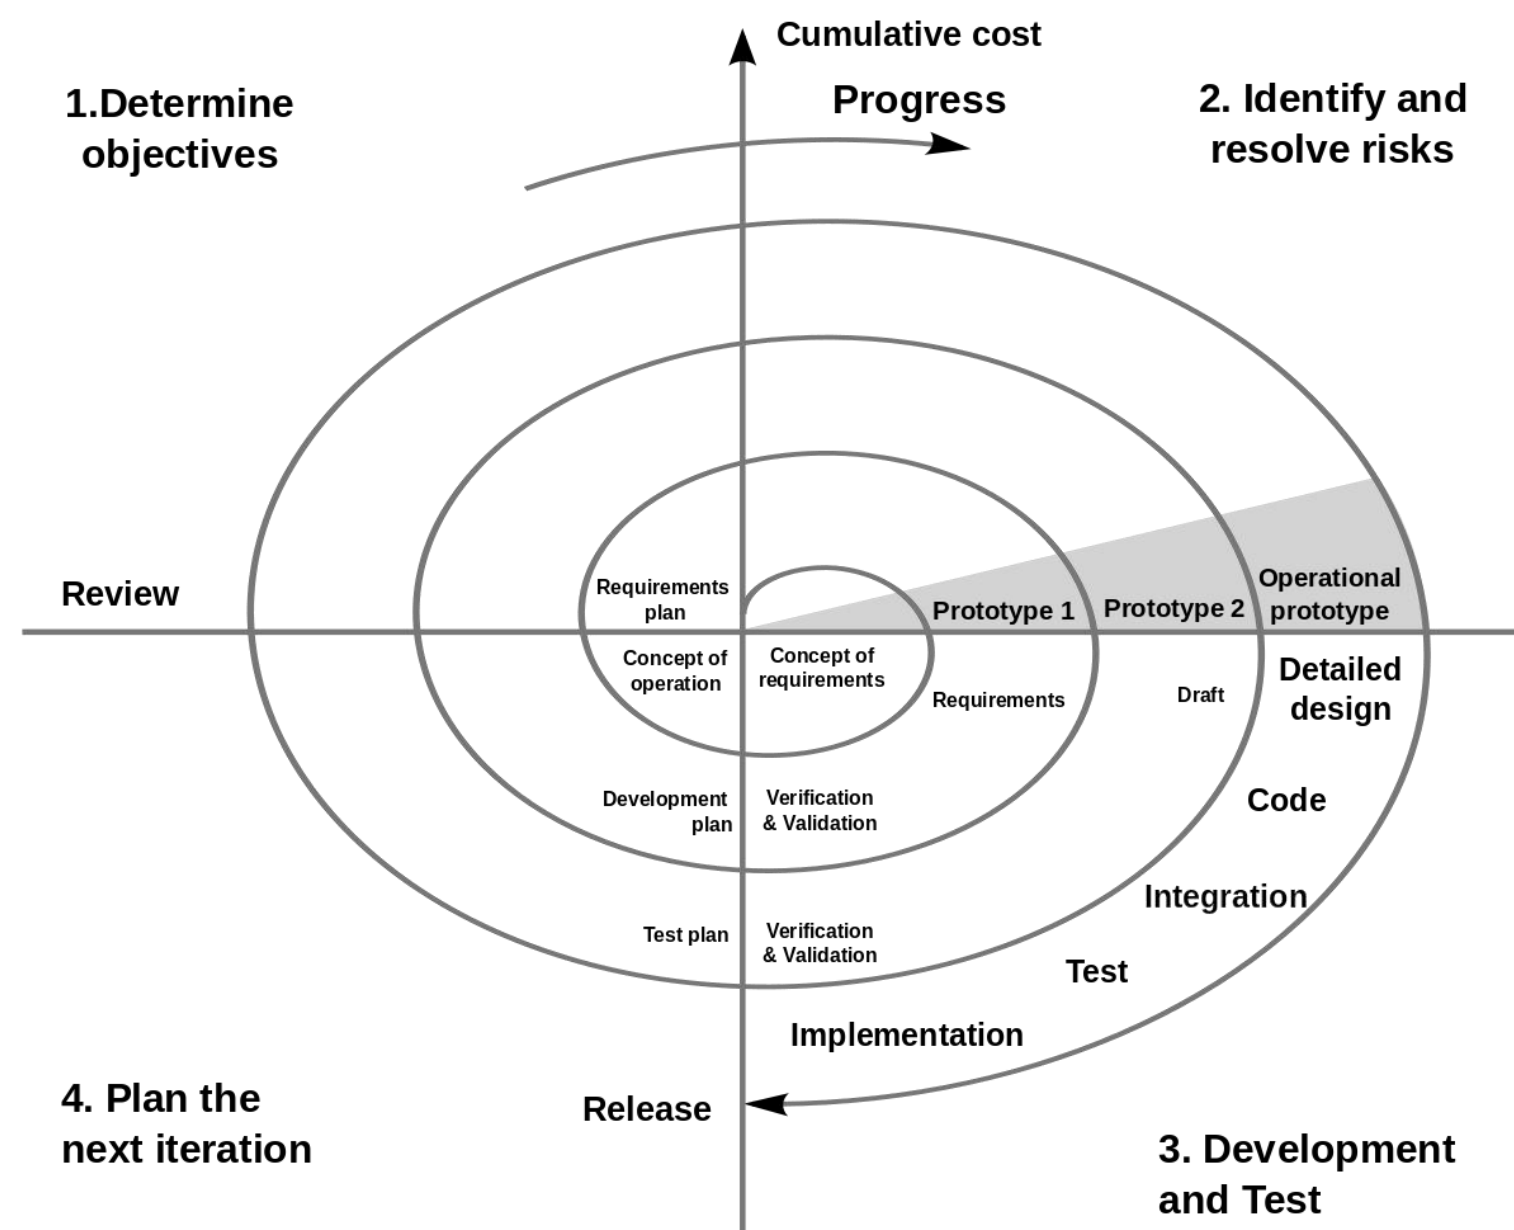 Cumulative cost
Progress
1.Determine
objectives
2. Identify and
resolve risks
Review
Requirements
plan
Concept of
operation
Concept of
requirements
Prototype 1
Prototype 2
Operational
prototype
Requirements
Draft
Detailed
design
Development
plan
Verification
& Validation
Code
Integration
Test plan
Verification
& Validation
Test
Implementation
Release
4. Plan the
next iteration
3. Development
and Test